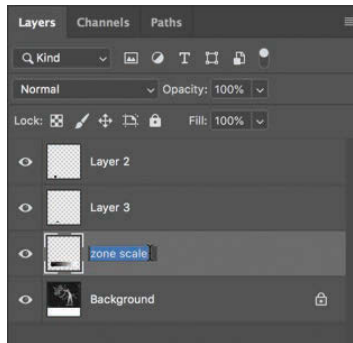 Layers Channels Paths
Kind
Normal Opacity: 100%
Lock: Fill: 100%
Layer 2
Layer 3
zone scale
Background